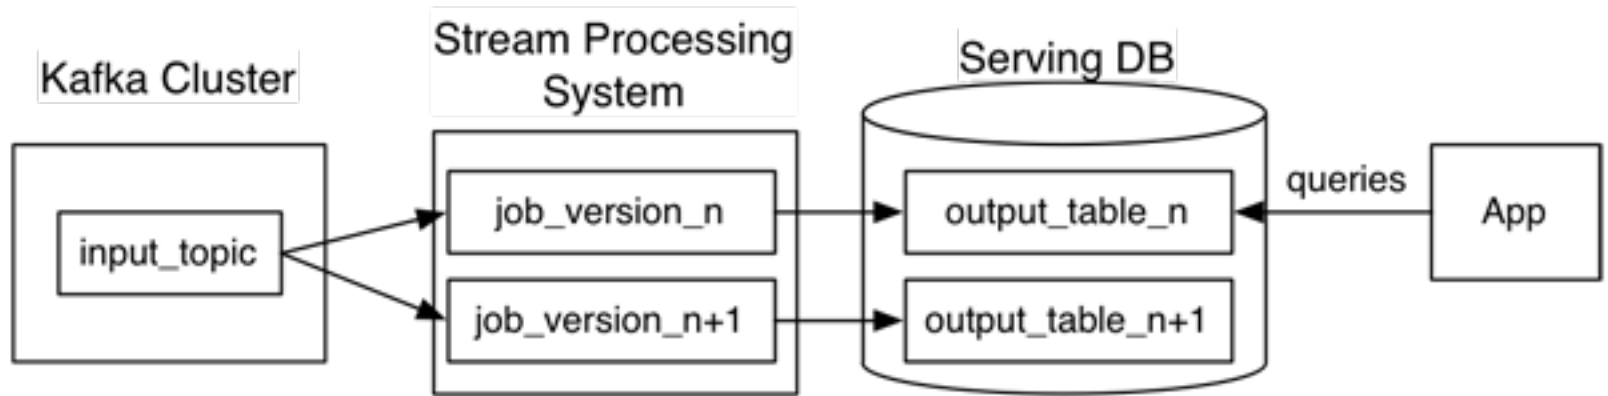 Kafka Cluster
Stream Processing
System
Serving DB
input_topic
job_version_n
job_version_n+1
output_table_n
output_table_n+1
queries
App